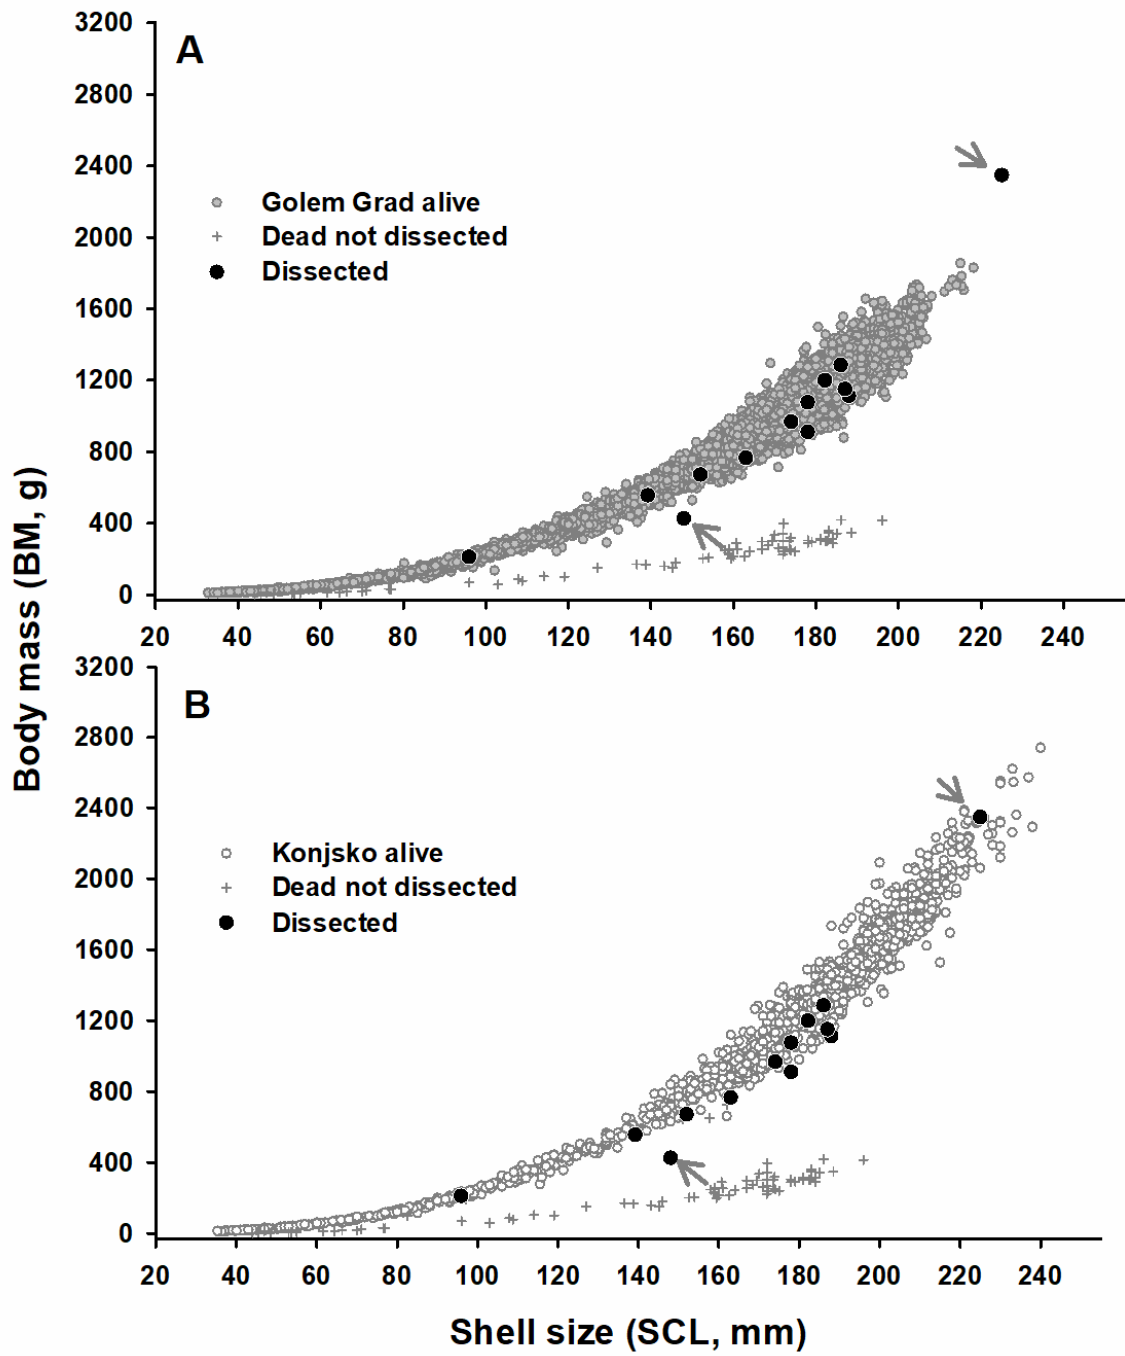 3200
A
2800
2400
Golem Grad alive
2000
Dead not dissected
Dissected
1600
1200
800
400
0
20 40 60 80 100 120 140 160 180 200 220 240
Body mass (BM, g)
3200
B
2800
2400
Konjsko alive
2000
Dead not dissected
Dissected
1600
1200
800
400
0
20 40 60 80 100 120 140 160 180 200 220 240
Shell size (SCL, mm)